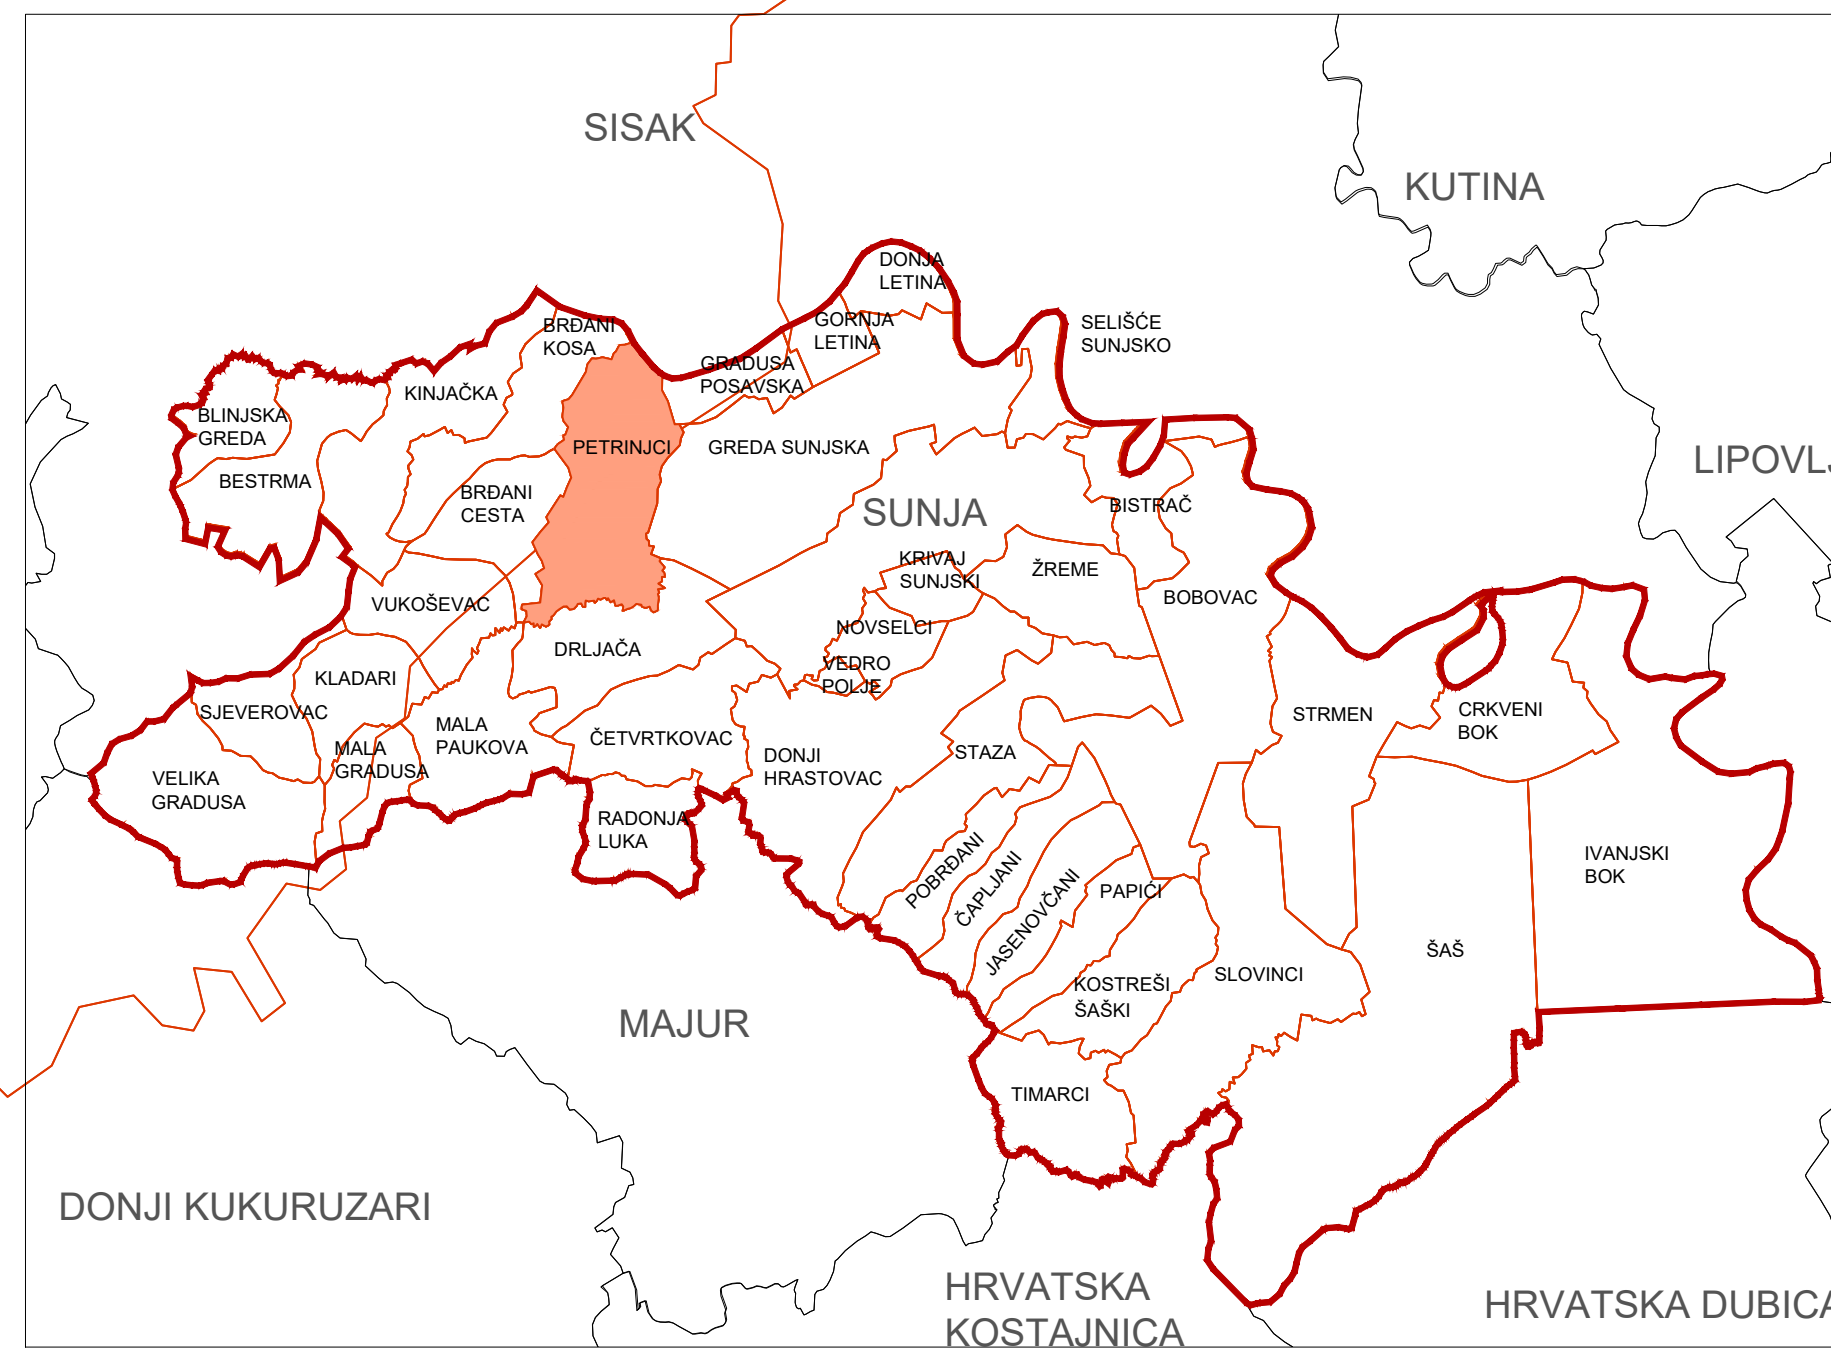 SISAK
KUTINA
DONJA
LETINA
GORNJA
LETINA
SELIŠĆE
SUNJSKO
BRĐANI
KOSA
GRADUSA
POSAVSKA
KINJAČKA
BLINJSKA
GREDA
PETRINJCI
GREDA SUNJSKA
LIPOVLJ
BESTRMA
BRĐANI
CESTA
SUNJA
BISTRAČ
KRIVAJ
SUNJSKI
ŽREME
VUKOŠEVAC
BOBOVAC
NOVSELCI
DRLJAČA
VEDRO
POLJE
KLADARI
SJEVEROVAC
STRMEN
CRKVENI
BOK
MALA
PAUKOVA
ČETVRTKOVAC
MALA
GRADUSA
DONJI
HRASTOVAC
STAZA
VELIKA
GRADUSA
RADONJA
LUKA
IVANJSKI
BOK
POBRĐANI
ČAPLJANI
JASENOVČANI
PAPIĆI
ŠAŠ
KOSTREŠI
ŠAŠKI
SLOVINCI
MAJUR
TIMARCI
DONJI KUKURUZARI
HRVATSKA
KOSTAJNICA
HRVATSKA DUBICA